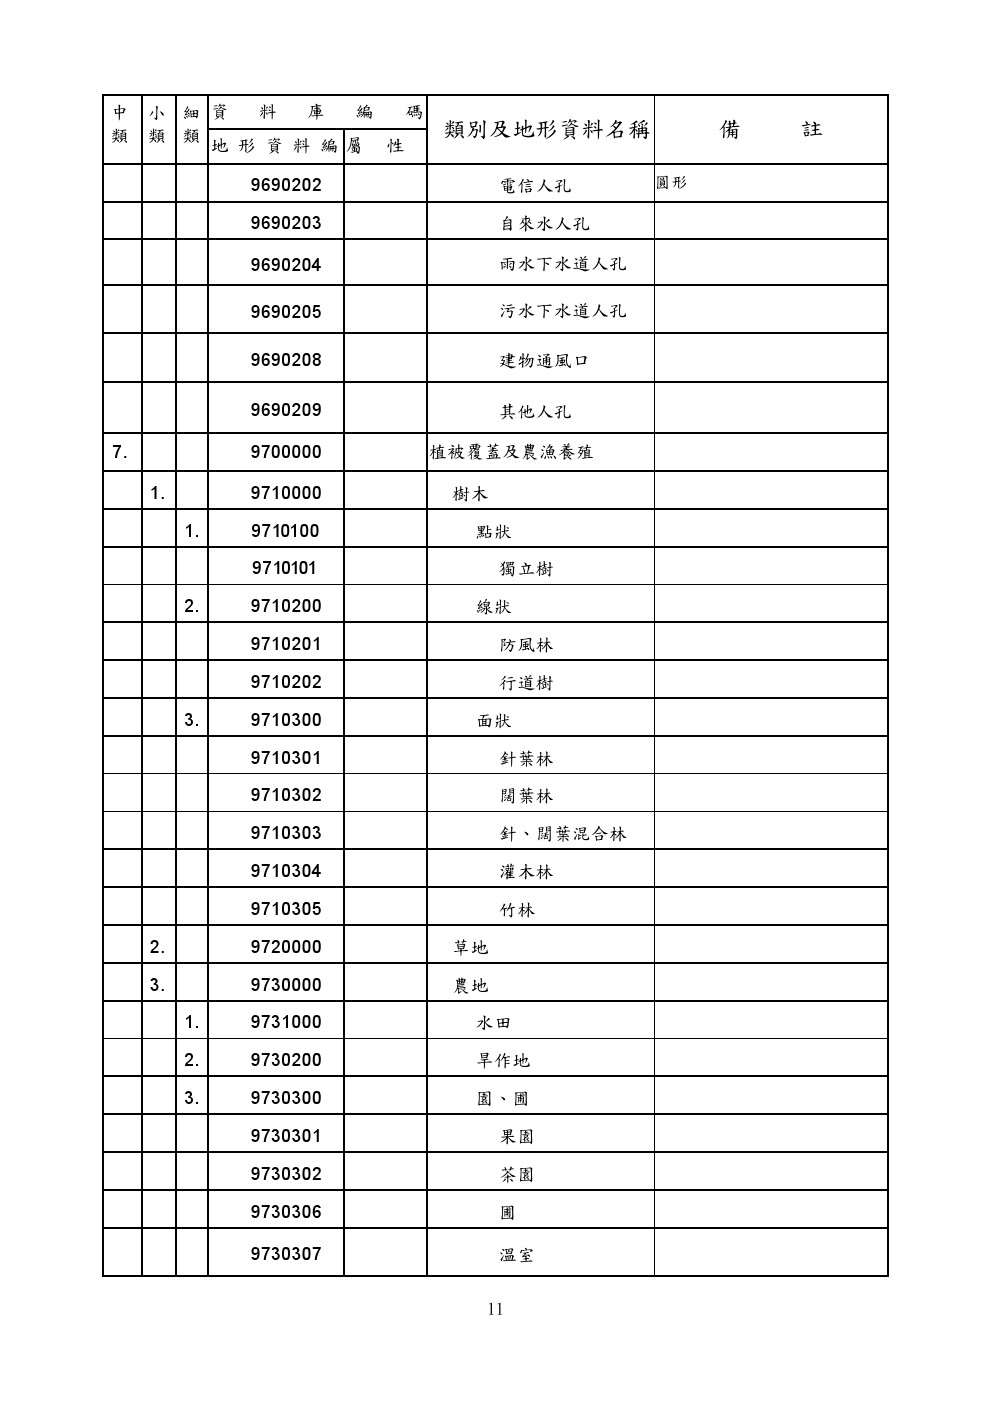 中類 小類 細類 資料庫編碼 類別及地形資料名稱 備註
地形資料編 屬性
9690202 電信人孔 圓形
9690203 自來水人孔
9690204 雨水下水道人孔
9690205 污水下水道人孔
9690208 建物通風口
9690209 其他人孔
7. 9700000 植被覆蓋及農漁養殖
1. 9710000 樹木
1. 9710100 點狀
9710101 獨立樹
2. 9710200 線狀
9710201 防風林
9710202 行道樹
3. 9710300 面狀
9710301 針葉林
9710302 闊葉林
9710303 針、闊葉混合林
9710304 灌木林
9710305 竹林
2. 9720000 草地
3. 9730000 農地
1. 9731000 水田
2. 9730200 旱作地
3. 9730300 園、圃
9730301 果園
9730302 茶園
9730306 圃
9730307 溫室
11